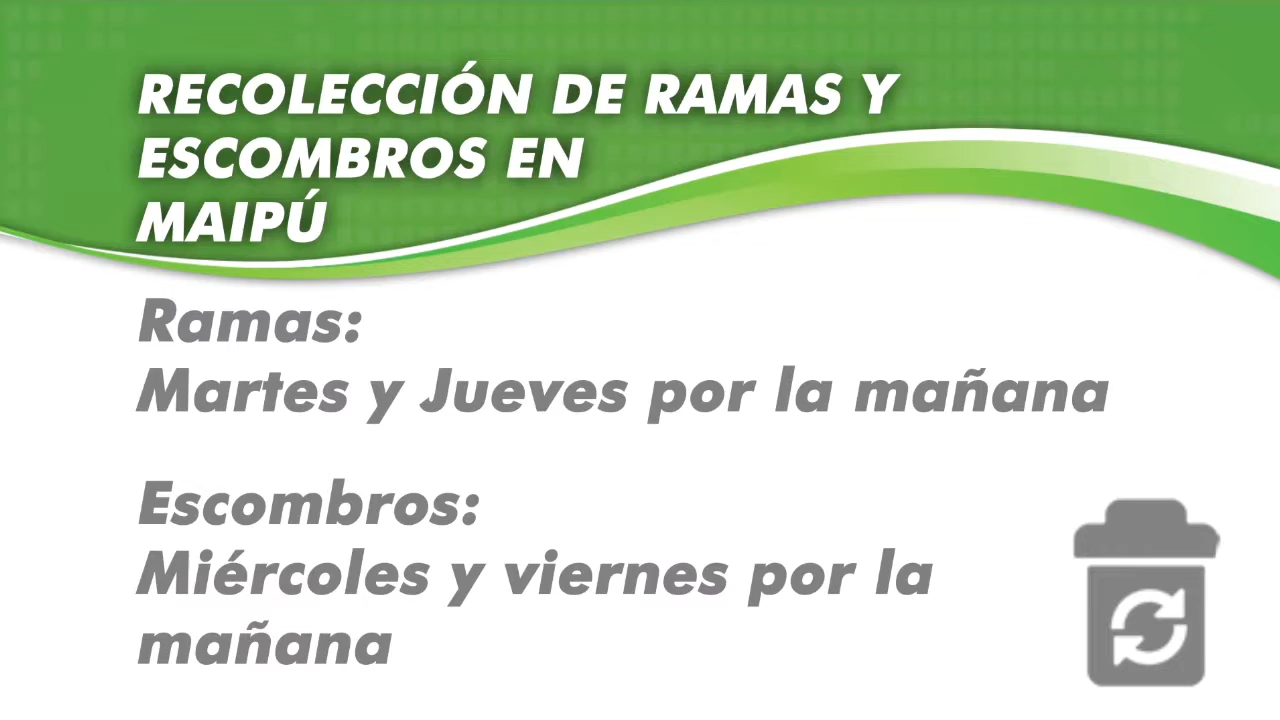 RECOLECCIÓN DE RAMAS Y
ESCOMBROS EN
MAIPÚ
Ramas:
Martes y Jueves por la mañana
Escombros:
Miércoles y viernes por la
mañana